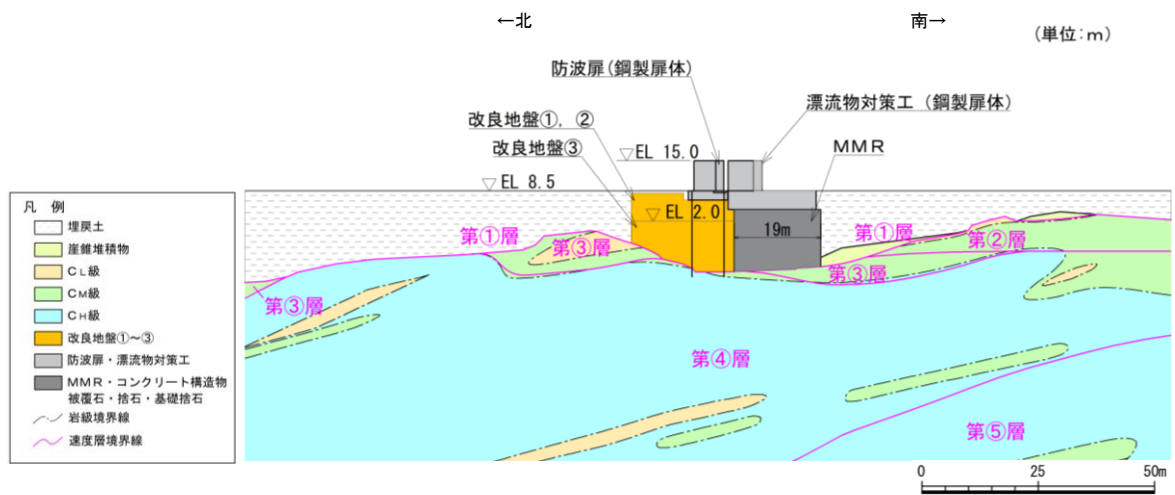 ←北
南→
(単位:m)
防波扉(鋼製扉体)
漂流物対策工(鋼製扉体)
改良地盤①,②
改良地盤③
▽EL 15.0
MMR
▽ EL 8.5
▽ EL 2.0
19m
第①層
第③層
第①層
第②層
第③層
第③層
第④層
第⑤層
凡 例
埋戻土
崖錐堆積物
CL級
CM級
CH級
改良地盤①~③
防波扉・漂流物対策工
MMR・コンクリート構造物
被覆石・捨石・基礎捨石
岩級境界線
速度層境界線
0 25 50m